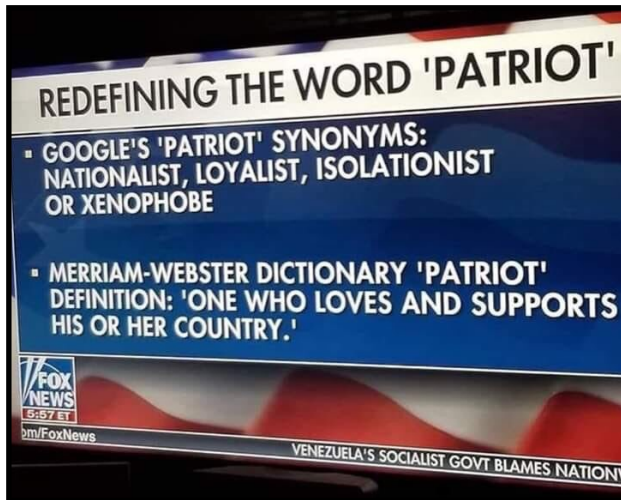 REDEFINING THE WORD 'PATRIOT'
▪ GOOGLE'S 'PATRIOT' SYNONYMS:
NATIONALIST, LOYALIST, ISOLATIONIST
OR XENOPHOBE
▪ MERRIAM-WEBSTER DICTIONARY 'PATRIOT'
DEFINITION: 'ONE WHO LOVES AND SUPPORTS
HIS OR HER COUNTRY.'
FOX
NEWS
5:57 ET
om/FoxNews
VENEZUELA'S SOCIALIST GOVT BLAMES NATION